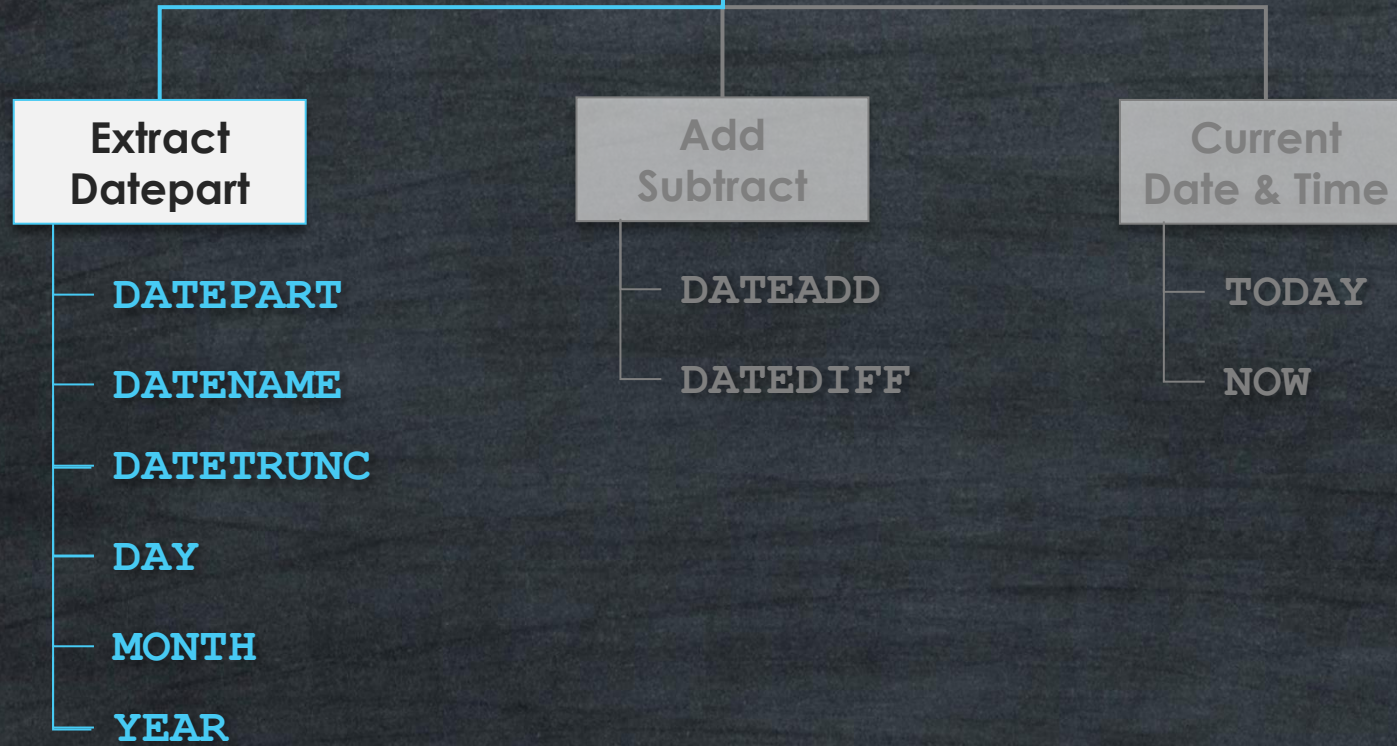 Extract
Datepart
DATEPART
DATENAME
DATETRUNC
DAY
MONTH
YEAR
Add
Subtract
DATEADD
DATEDIFF
Current
Date & Time
TODAY
NOW